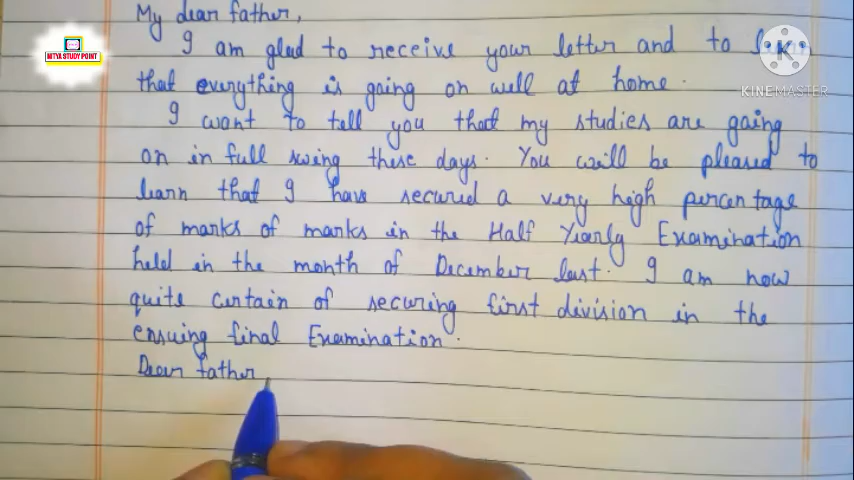 My dear father,
I am glad to receive your letter and to
that everything is going on well at home.
I want to tell you that my studies are going
on in full swing these days. You will be pleased to
learn that I have secured a very high percentage
of marks of marks in the Half Yearly Examination
held in the month of December last. I am now
quite certain of securing first division in the
ensuing final Examination.
Dear father
NITYA STUDY POINT
KINEMASTER